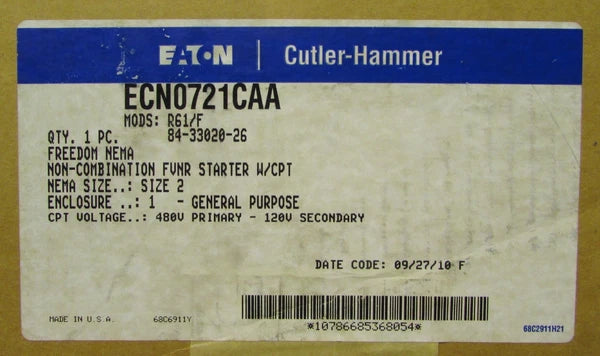 EATON | Cutler-Hammer
ECN0721CAA
MODS: R61/F
QTY. 1 PC. 84-33020-26
FREEDOM NEMA
NON-COMBINATION FVNR STARTER W/CPT
NEMA SIZE..: SIZE 2
ENCLOSURE ..: 1 - GENERAL PURPOSE
CPT VOLTAGE..: 480V PRIMARY - 120V SECONDARY
DATE CODE: 09/27/10 F
MADE IN U.S.A. 68C6911Y
*10786685368054*
68C2911H21